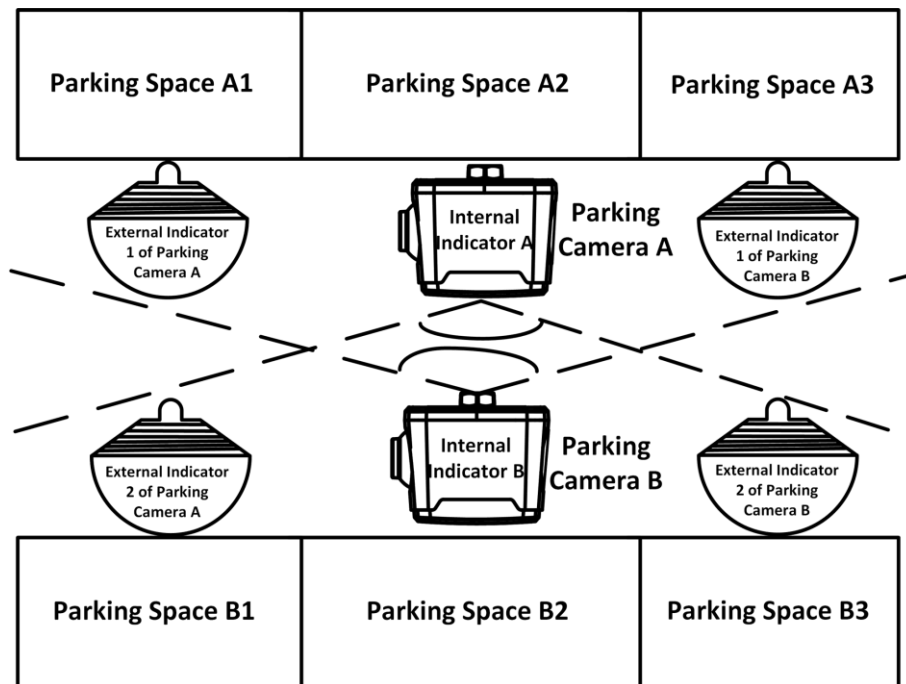 Parking Space A1
Parking Space A2
Parking Space A3
External Indicator
1 of Parking
Camera A
Internal
Indicator A
Parking
Camera A
External Indicator
1 of Parking
Camera B
External Indicator
2 of Parking
Camera A
Internal
Indicator B
Parking
Camera B
External Indicator
2 of Parking
Camera B
Parking Space B1
Parking Space B2
Parking Space B3